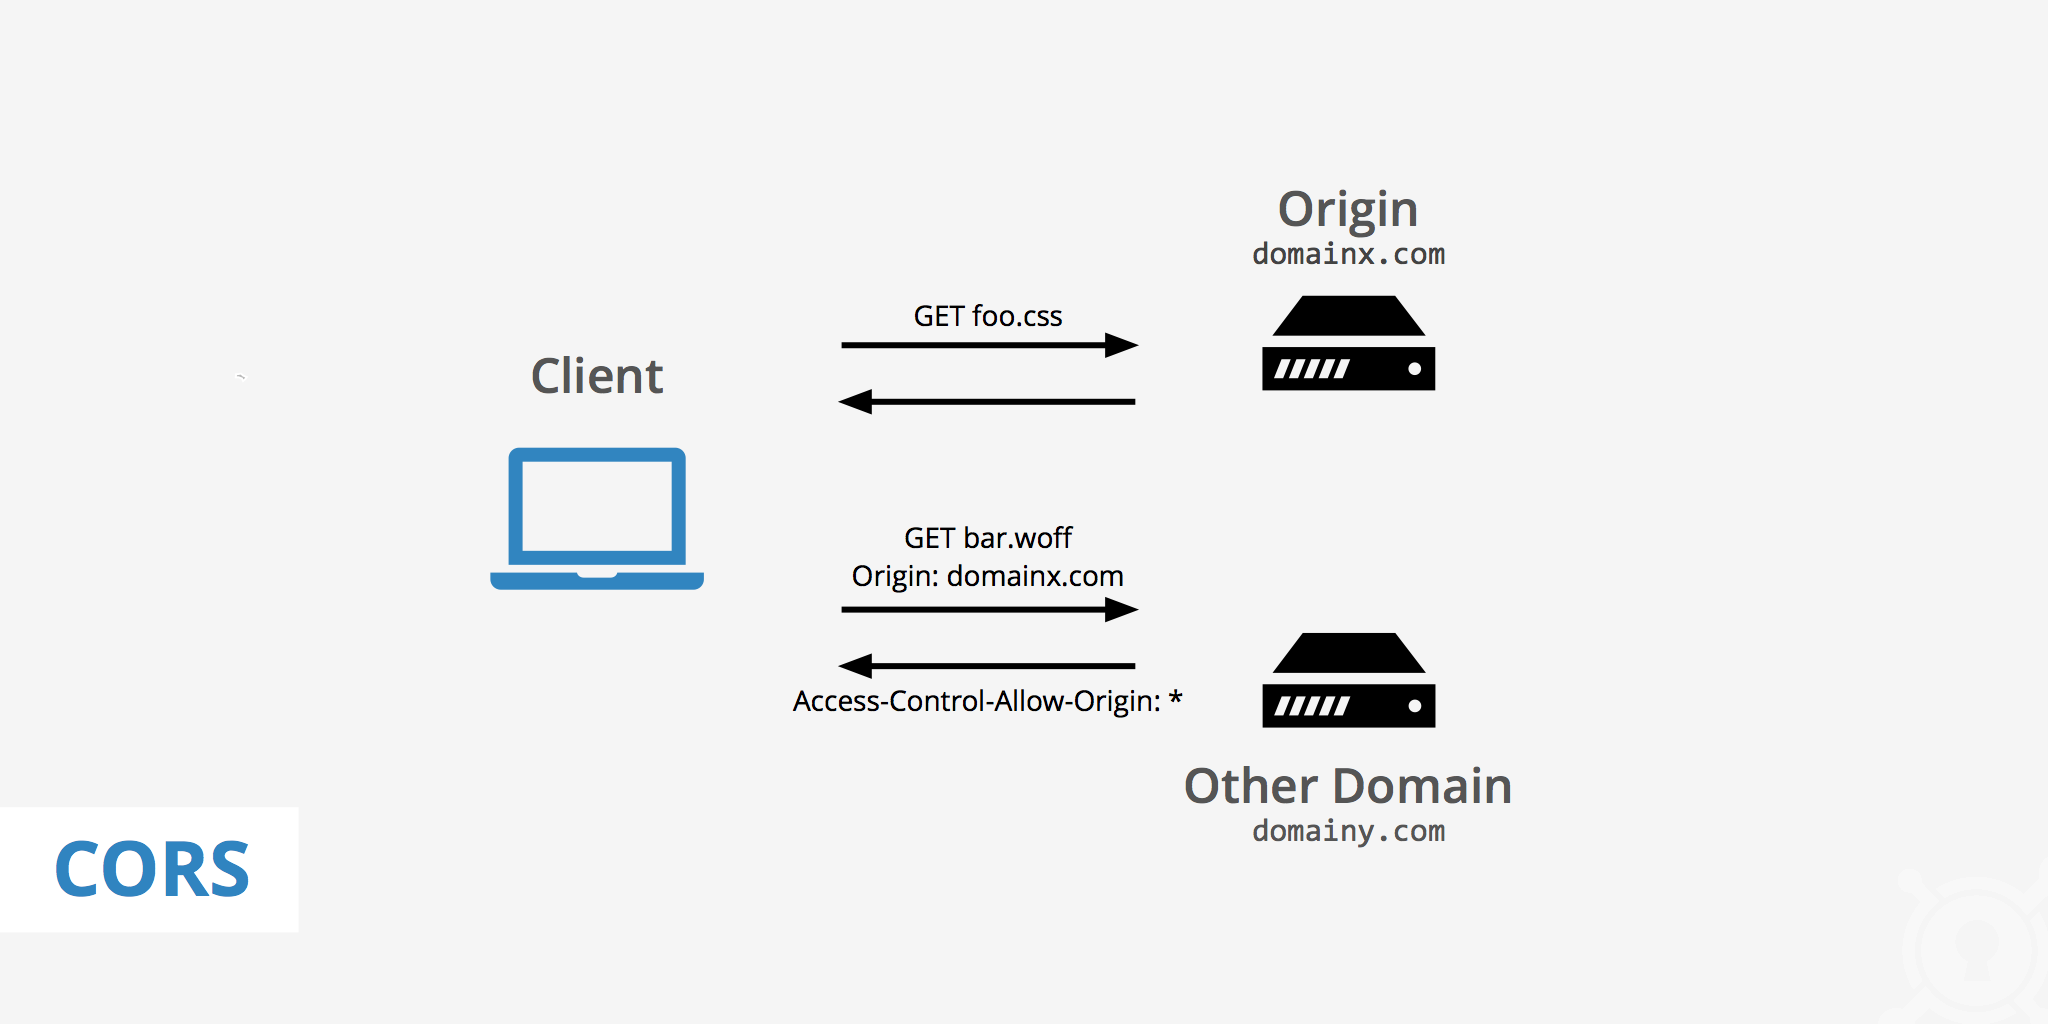 Origin
domainx.com
GET foo.css
Client
GET bar.woff
Origin: domainx.com
Access-Control-Allow-Origin: *
Other Domain
domainy.com
CORS